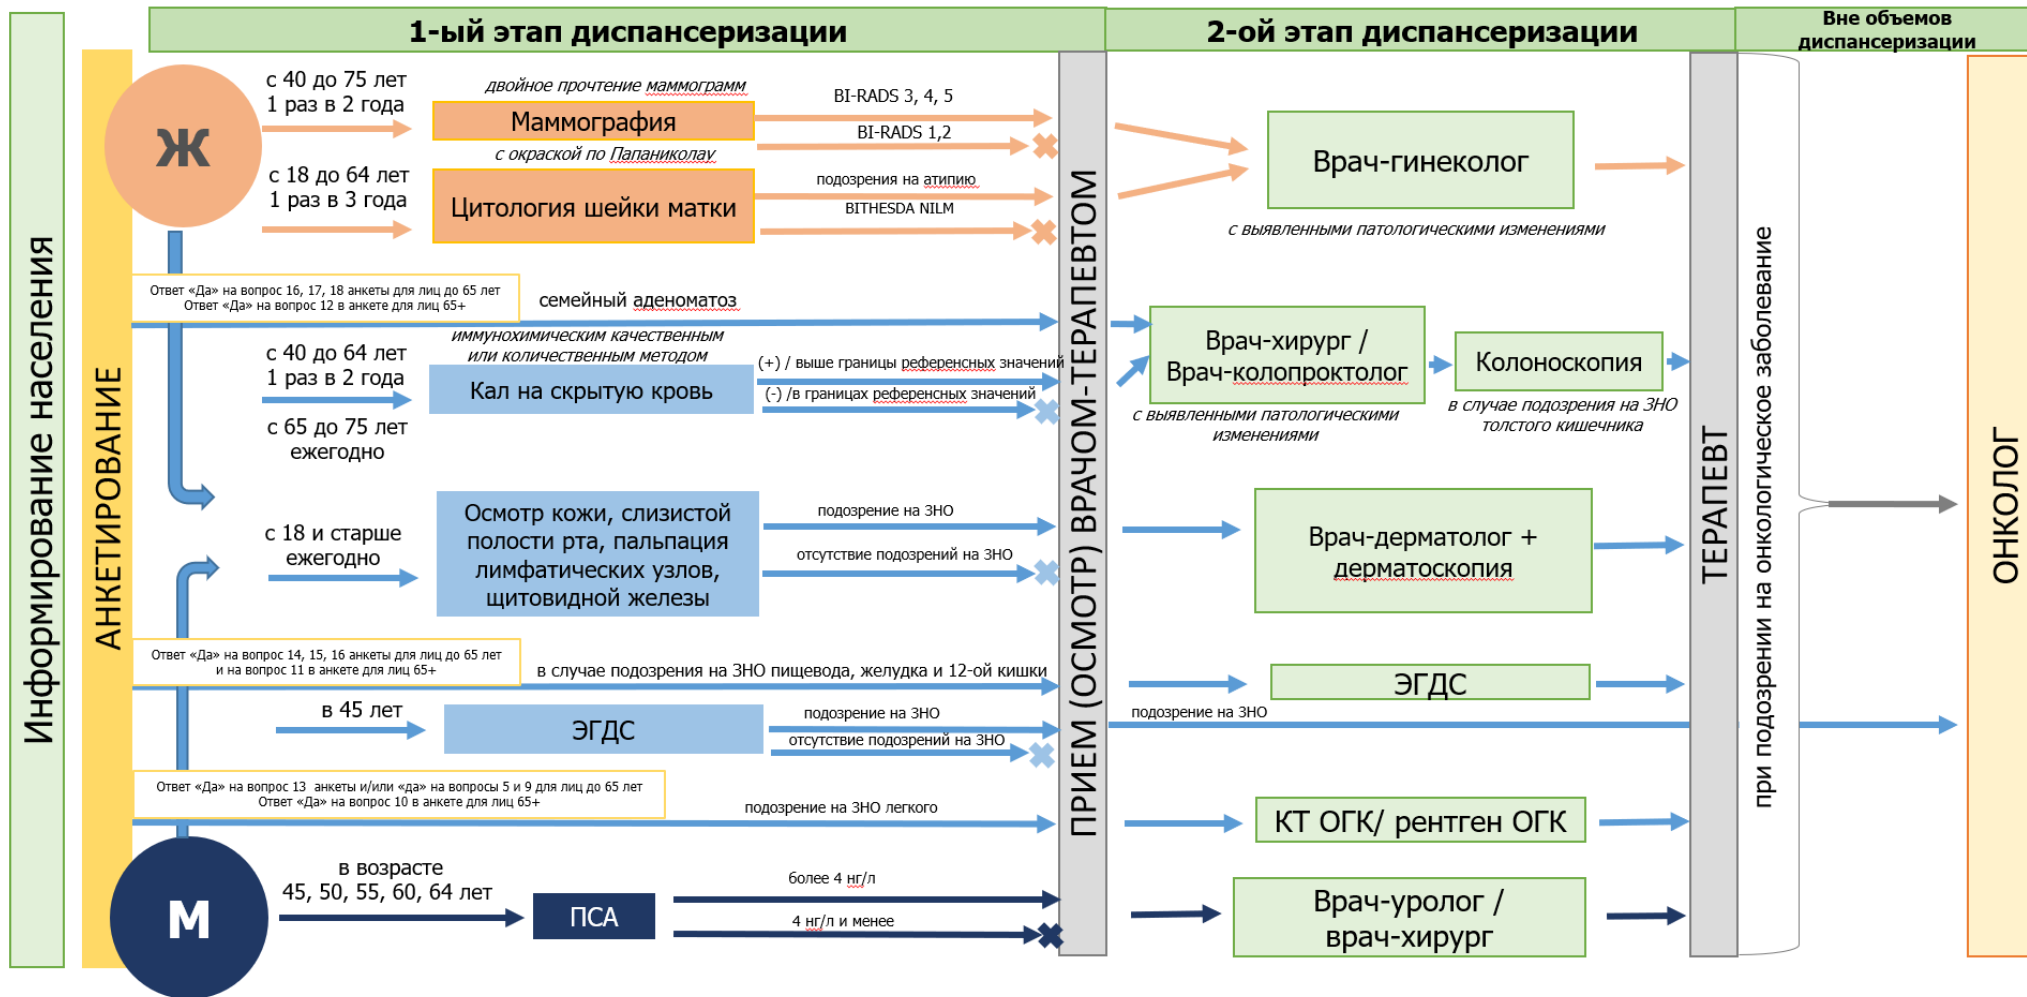 1-ый этап диспансеризации
2-ой этап диспансеризации
Вне объемов
диспансеризации
Информирование населения
АНКЕТИРОВАНИЕ
Ж
с 40 до 75 лет
1 раз в 2 года
двойное прочтение маммограмм
Маммография
BI-RADS 3, 4, 5
BI-RADS 1,2
с окраской по Папаниколау
с 18 до 64 лет
1 раз в 3 года
Цитология шейки матки
подозрения на атипию
BITHESDA NILM
Врач-гинеколог
с выявленными патологическими изменениями
Ответ «Да» на вопрос 16, 17, 18 анкеты для лиц до 65 лет
Ответ «Да» на вопрос 12 в анкете для лиц 65+
семейный аденоматоз
иммунохимическим качественным
или количественным методом
с 40 до 64 лет
1 раз в 2 года
с 65 до 75 лет
ежегодно
Кал на скрытую кровь
(+) / выше границы референсных значений
(-) /в границах референсных значений
Врач-хирург /
Врач-колопроктолог
с выявленными патологическими
изменениями
Колоноскопия
в случае подозрения на ЗНО
толстого кишечника
с 18 и старше
ежегодно
Осмотр кожи, слизистой
полости рта, пальпация
лимфатических узлов,
щитовидной железы
подозрение на ЗНО
отсутствие подозрений на ЗНО
Врач-дерматолог +
дерматоскопия
Ответ «Да» на вопрос 14, 15, 16 анкеты для лиц до 65 лет
и на вопрос 11 в анкете для лиц 65+
в случае подозрения на ЗНО пищевода, желудка и 12-ой кишки
ЭГДС
в 45 лет
ЭГДС
подозрение на ЗНО
отсутствие подозрений на ЗНО
подозрение на ЗНО
Ответ «Да» на вопрос 13 анкеты и/или «да» на вопросы 5 и 9 для лиц до 65 лет
Ответ «Да» на вопрос 10 в анкете для лиц 65+
подозрение на ЗНО легкого
КТ ОГК/ рентген ОГК
М
в возрасте
45, 50, 55, 60, 64 лет
ПСА
более 4 нг/л
4 нг/л и менее
Врач-уролог /
врач-хирург
ПРИЕМ (ОСМОТР) ВРАЧОМ-ТЕРАПЕВТОМ
ТЕРАПЕВТ
при подозрении на онкологическое заболевание
ОНКОЛОГ